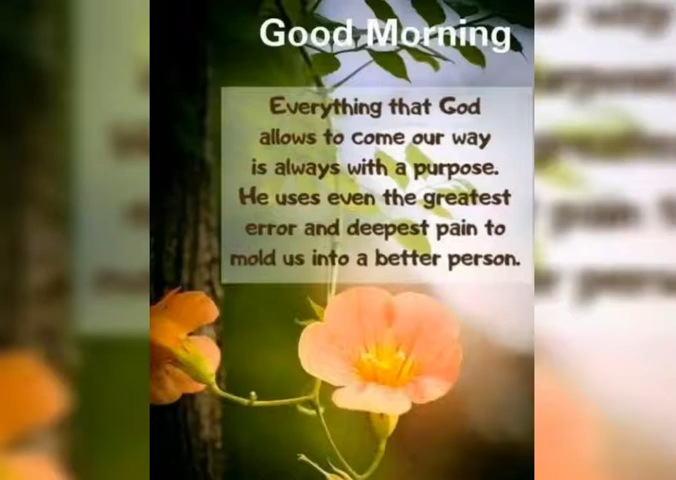 Good Morning
Everything that God
allows to come our way
is always with a purpose.
He uses even the greatest
error and deepest pain to
mold us into a better person.